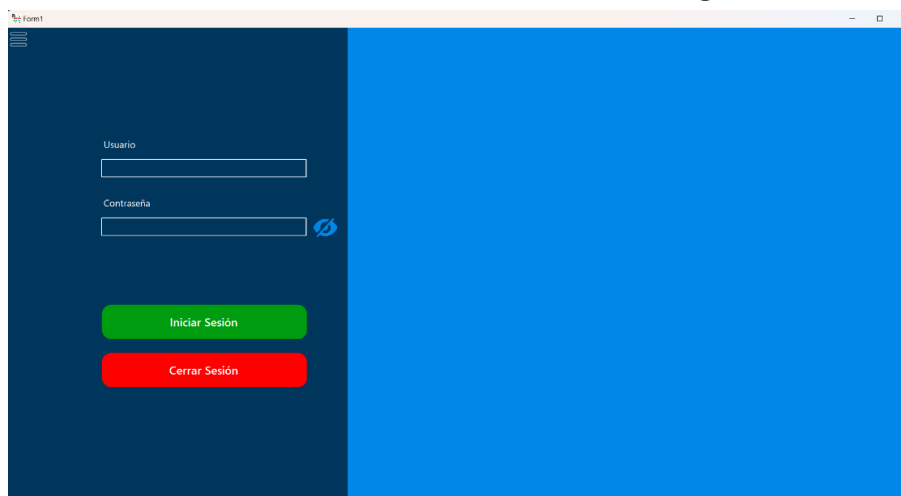 Form1
Usuario
Contraseña
Iniciar Sesión
Cerrar Sesión